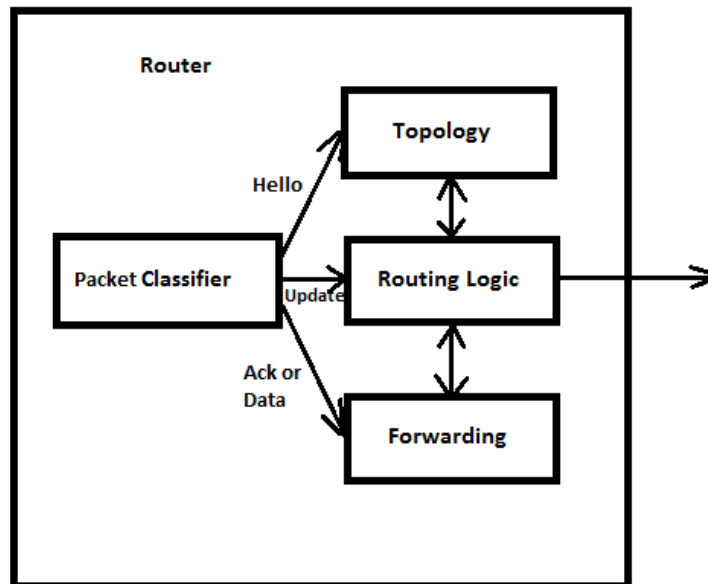 Router
Topology
Hello
Packet Classifier
Update
Routing Logic
Ack or
Data
Forwarding